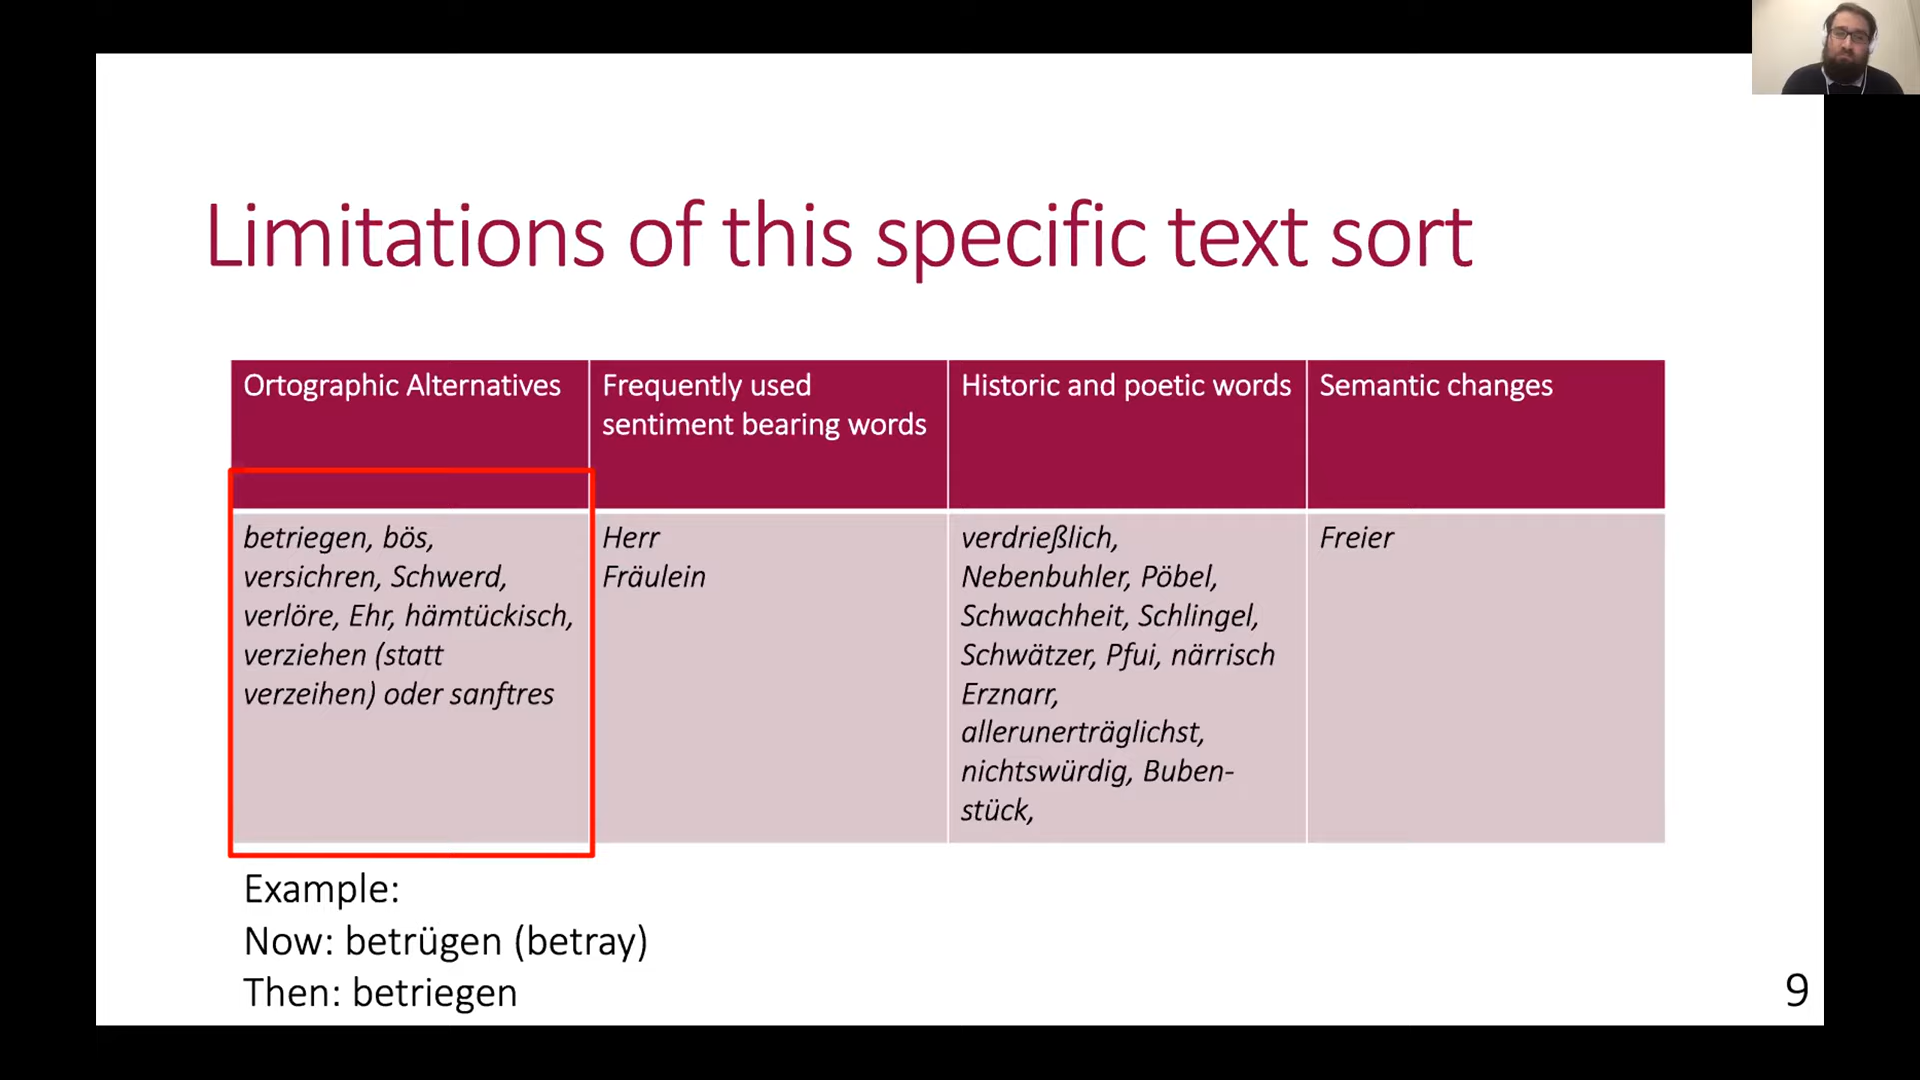 Limitations of this specific text sort
Ortographic Alternatives
Frequently used
sentiment bearing words
Historic and poetic words
Semantic changes
betriegen, bös,
versichren, Schwerd,
verlöre, Ehr, hämtückisch,
verziehen (statt
verzeihen) oder sanftres
Herr
Fräulein
verdrießlich,
Nebenbuhler, Pöbel,
Schwachheit, Schlingel,
Schwätzer, Pfui, närrisch
Erznarr,
allerunerträglichst,
nichtswürdig, Buben-
stück,
Freier
Example:
Now: betrügen (betray)
Then: betriegen
9